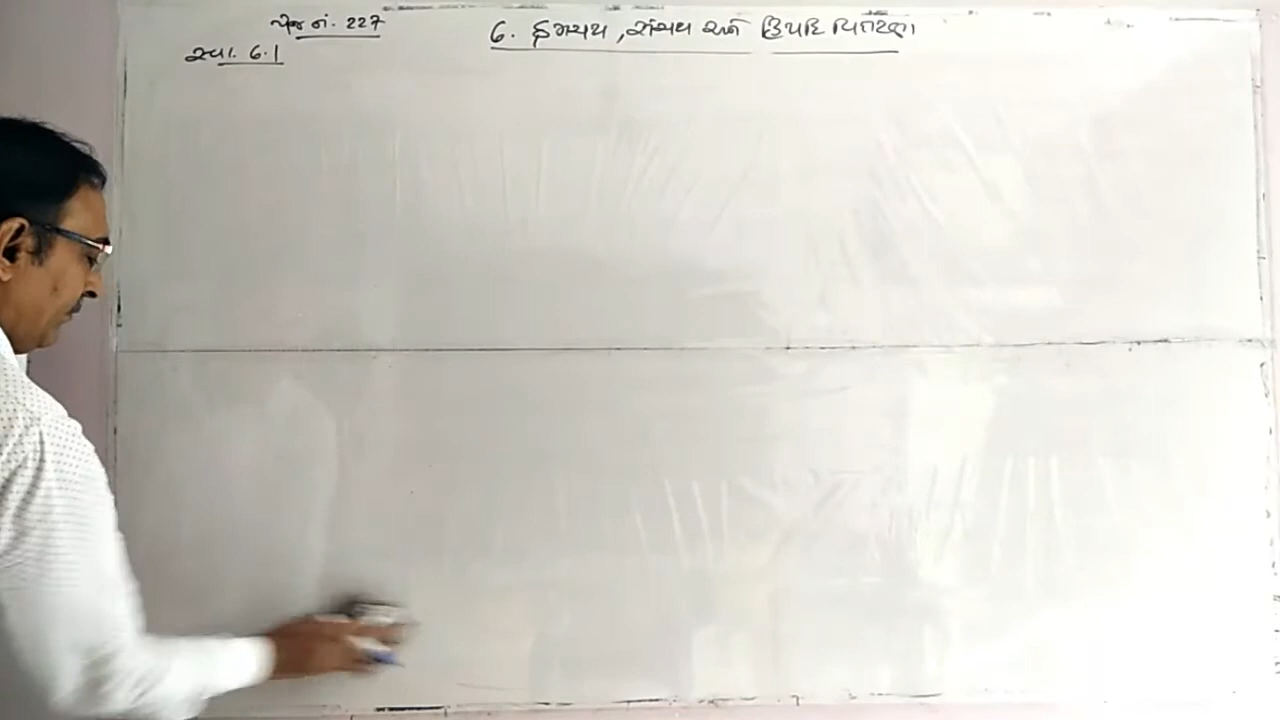 પેજ નં. 227
6. ક્રમચય, સંચય અને દ્વિપદિ વિતરણ
સ્વા. 6.1